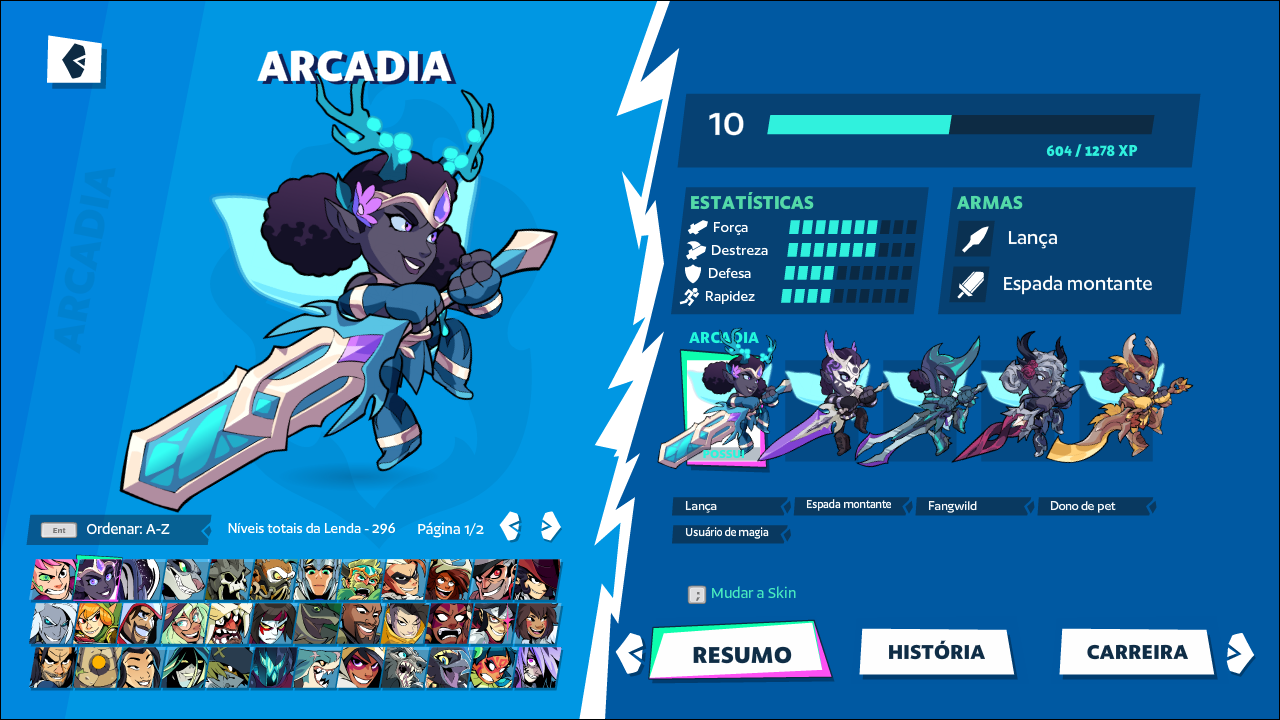 ARCADIA
ARCADIA
10
604 / 1278 XP
ESTATÍSTICAS
Força
Destreza
Defesa
Rapidez
ARMAS
Lança
Espada montante
ARCADIA
POSSUI
Lança
Espada montante
Fangwild
Dono de pet
Usuário de magia
Ent
Ordenar: A-Z
Níveis totais da Lenda - 296
Página 1/2
; Mudar a Skin
RESUMO
HISTÓRIA
CARREIRA